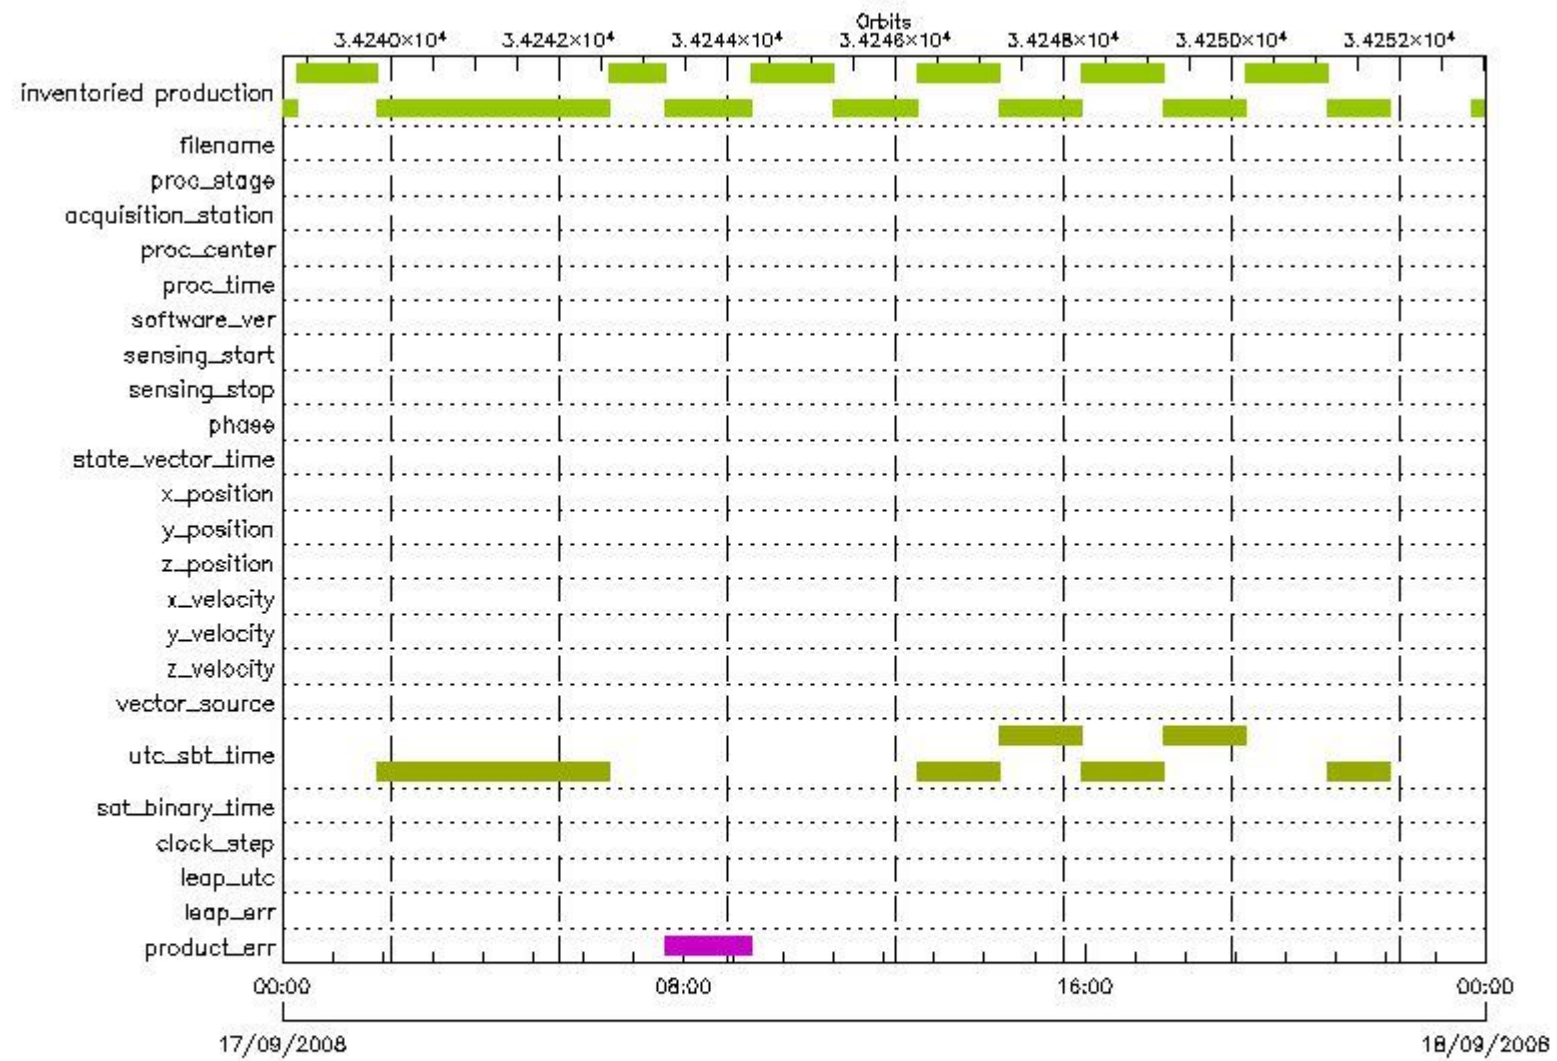 Orbits
3.4240×10⁴ 3.4242×10⁴ 3.4244×10⁴ 3.4246×10⁴ 3.4248×10⁴ 3.4250×10⁴ 3.4252×10⁴
inventoried production
filename
proc_stage
acquisition_station
proc_center
proc_time
software_ver
sensing_start
sensing_stop
phase
state_vector_time
x_position
y_position
z_position
x_velocity
y_velocity
z_velocity
vector_source
utc_sbt_time
sat_binary_time
clock_step
leap_utc
leap_err
product_err
00:00 08:00 16:00 00:00
17/09/2008 18/09/2008